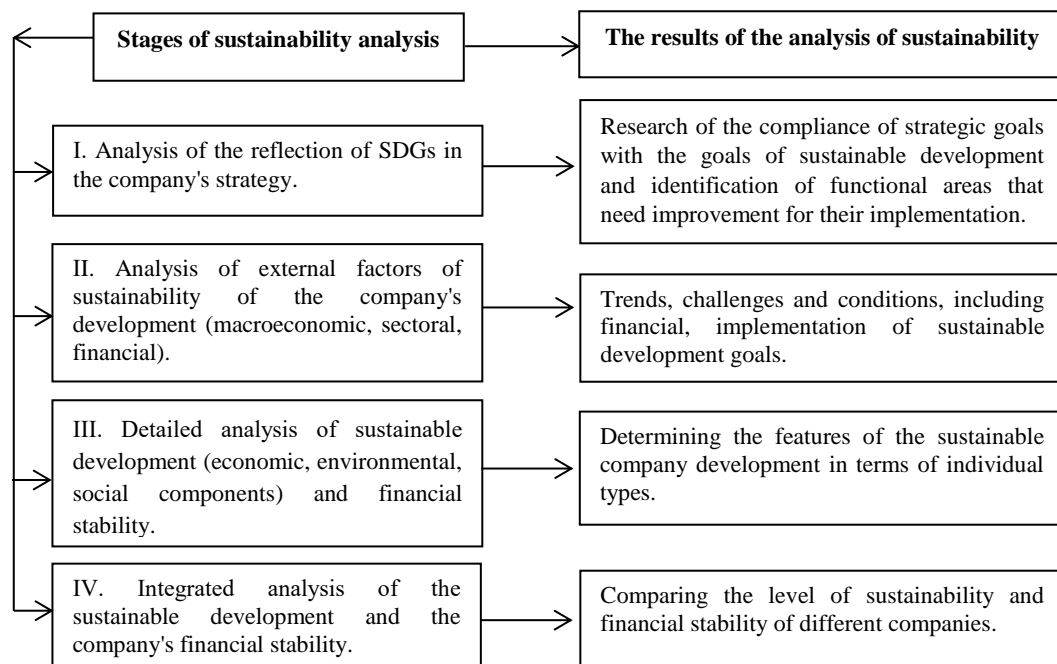 Stages of sustainability analysis
The results of the analysis of sustainability
I. Analysis of the reflection of SDGs in
the company's strategy.
Research of the compliance of strategic goals
with the goals of sustainable development
and identification of functional areas that
need improvement for their implementation.
II. Analysis of external factors of
sustainability of the company's
development (macroeconomic, sectoral,
financial).
Trends, challenges and conditions, including
financial, implementation of sustainable
development goals.
III. Detailed analysis of sustainable
development (economic, environmental,
social components) and financial
stability.
Determining the features of the sustainable
company development in terms of individual
types.
IV. Integrated analysis of the
sustainable development and the
company's financial stability.
Comparing the level of sustainability and
financial stability of different companies.